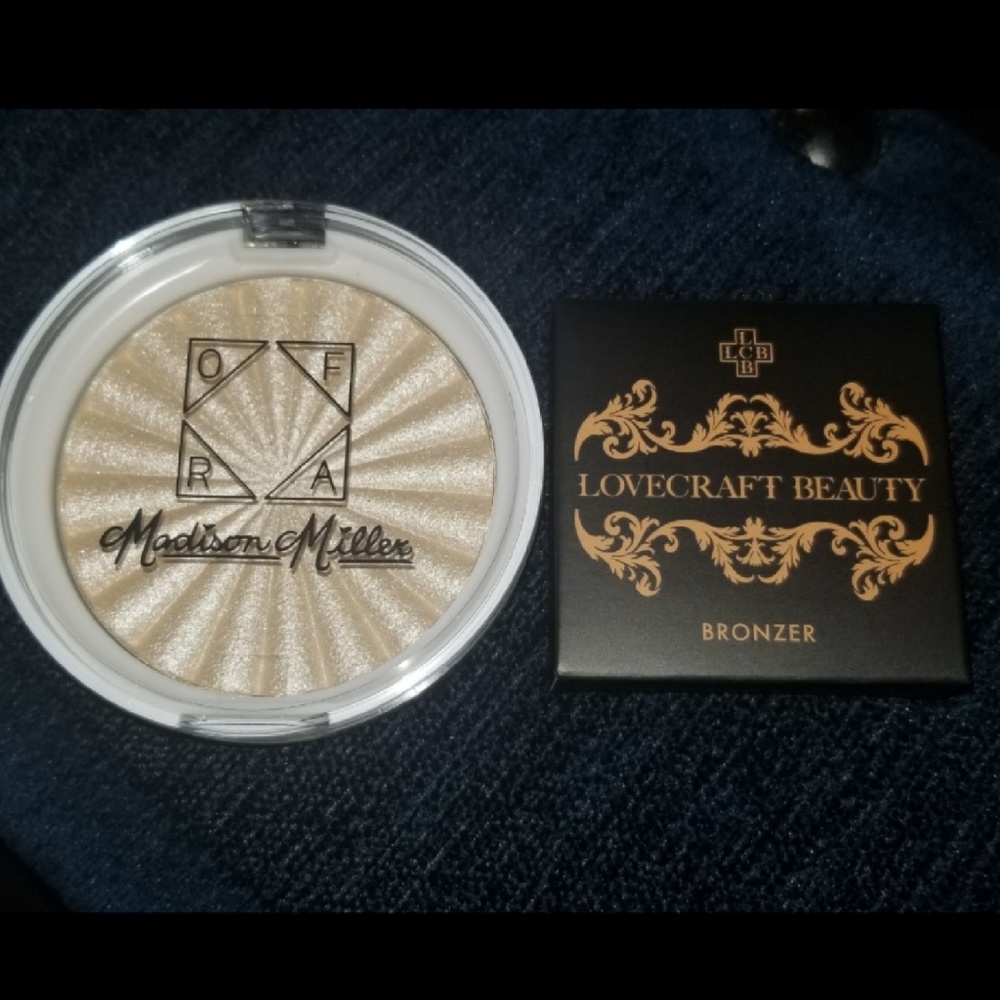 O F
R A
Madison Miller
L
LCB
B
LOVECRAFT BEAUTY
BRONZER